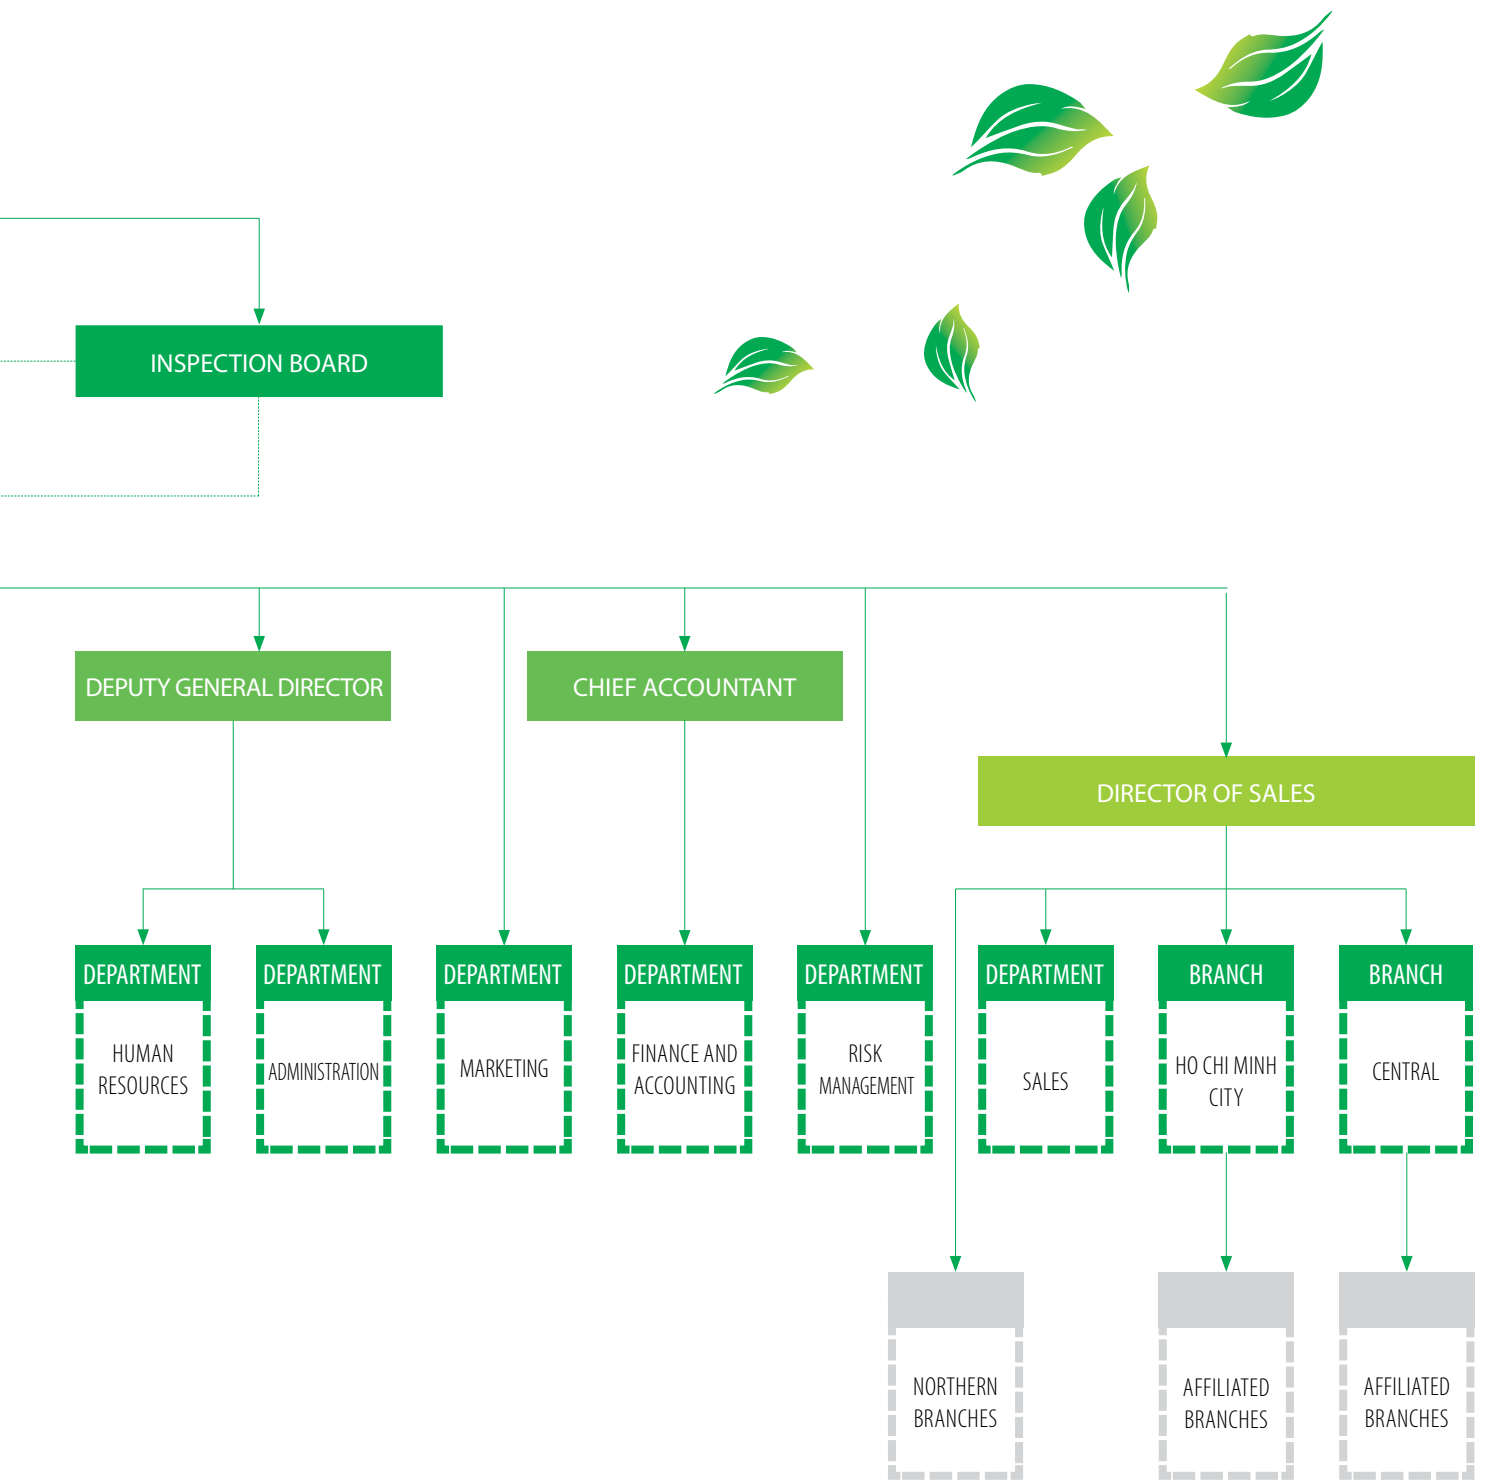 INSPECTION BOARD
DEPUTY GENERAL DIRECTOR
CHIEF ACCOUNTANT
DIRECTOR OF SALES
DEPARTMENT
HUMAN
RESOURCES
DEPARTMENT
ADMINISTRATION
DEPARTMENT
MARKETING
DEPARTMENT
FINANCE AND
ACCOUNTING
DEPARTMENT
RISK
MANAGEMENT
DEPARTMENT
SALES
BRANCH
HO CHI MINH
CITY
BRANCH
CENTRAL
NORTHERN
BRANCHES
AFFILIATED
BRANCHES
AFFILIATED
BRANCHES